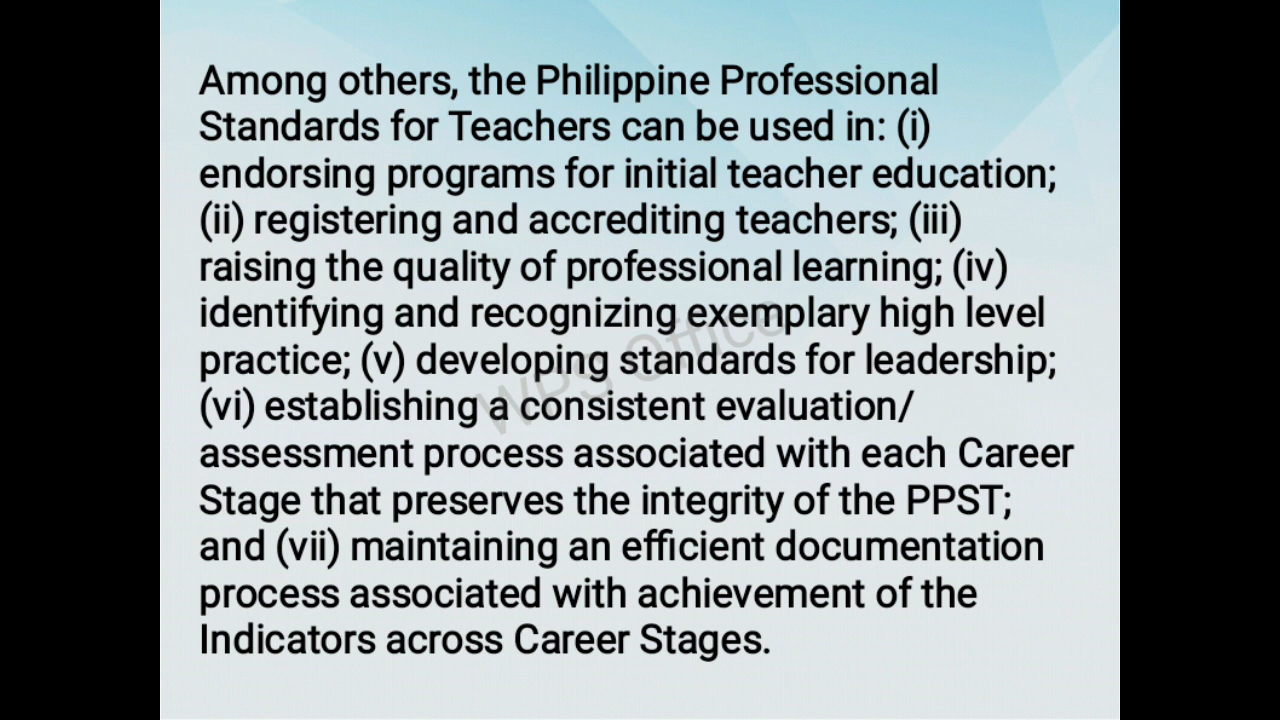 Among others, the Philippine Professional
Standards for Teachers can be used in: (i)
endorsing programs for initial teacher education;
(ii) registering and accrediting teachers; (iii)
raising the quality of professional learning; (iv)
identifying and recognizing exemplary high level
practice; (v) developing standards for leadership;
(vi) establishing a consistent evaluation/
assessment process associated with each Career
Stage that preserves the integrity of the PPST;
and (vii) maintaining an efficient documentation
process associated with achievement of the
Indicators across Career Stages.
WPS Office